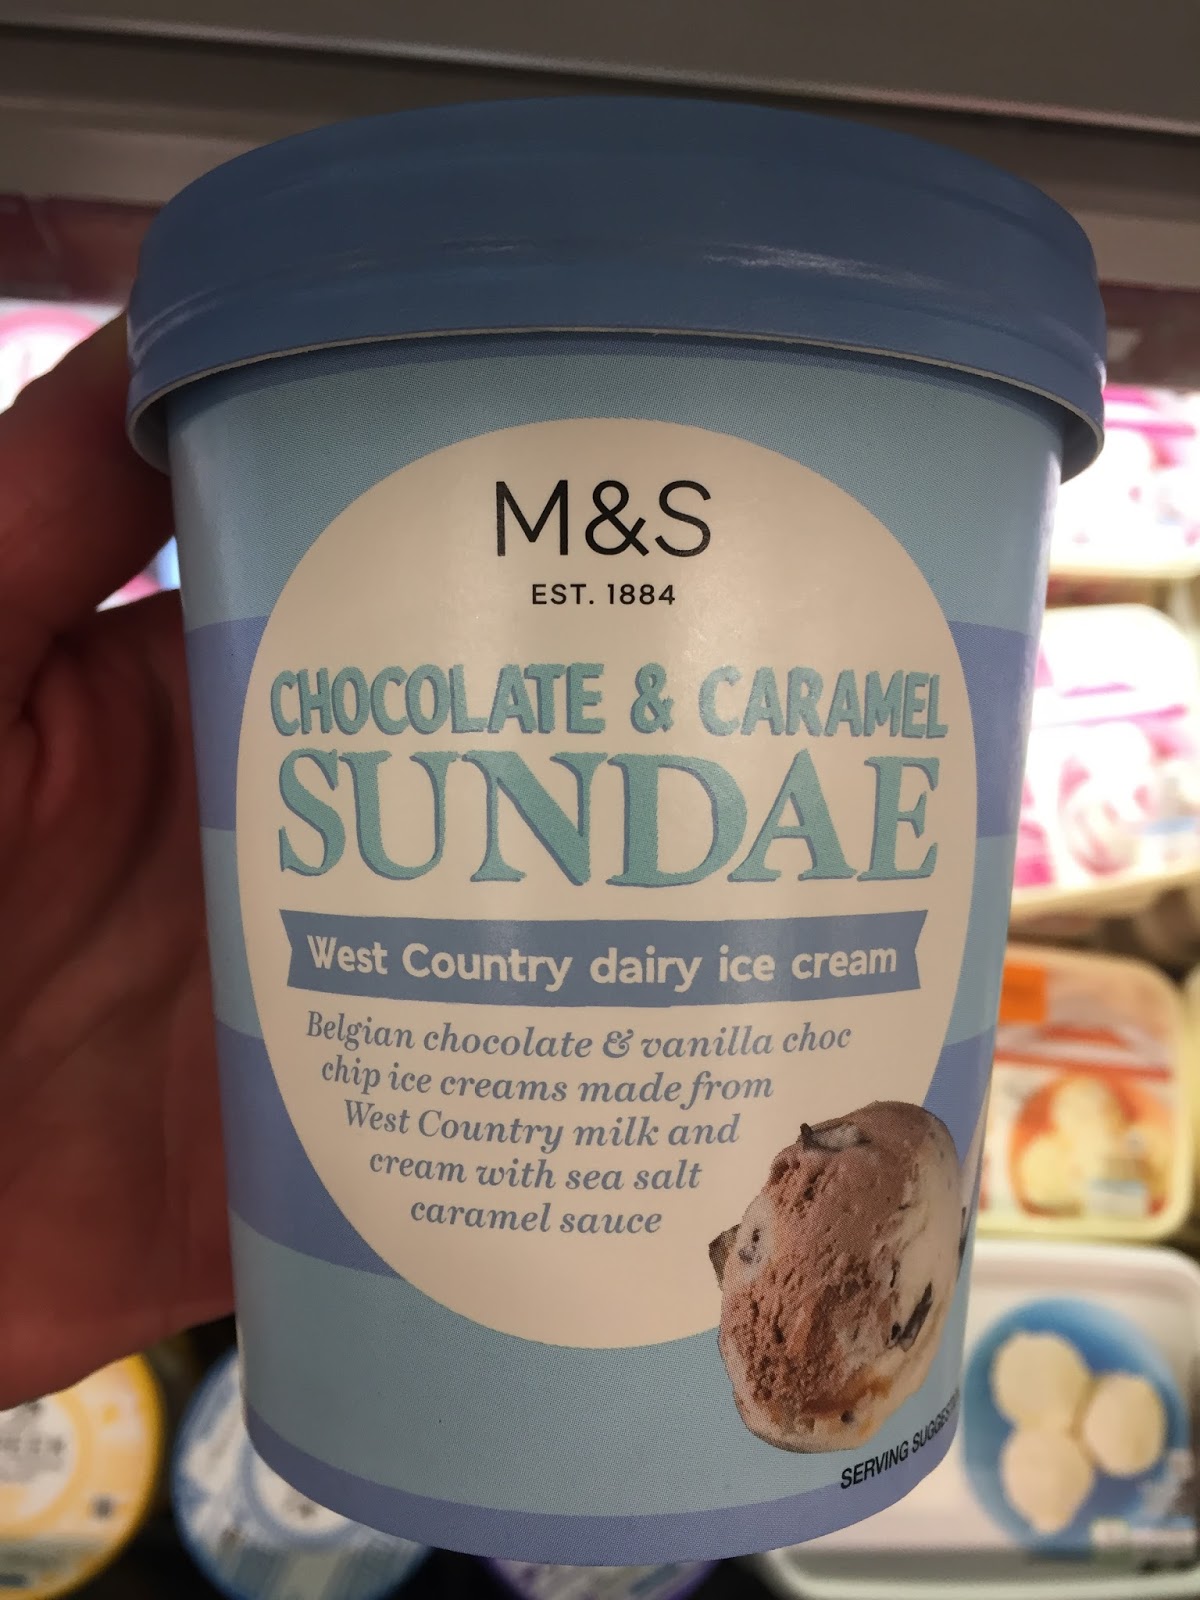 M&S
EST. 1884
CHOCOLATE & CARAMEL
SUNDAE
West Country dairy ice cream
Belgian chocolate & vanilla choc
chip ice creams made from
West Country milk and
cream with sea salt
caramel sauce
SERVING